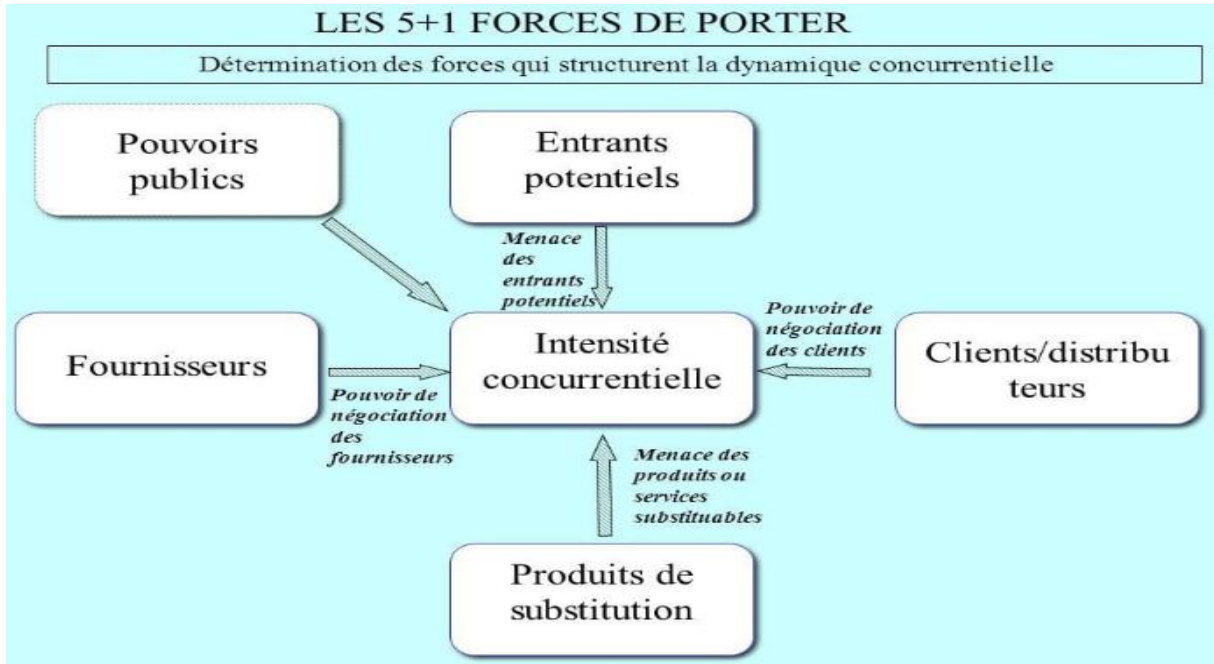 LES 5+1 FORCES DE PORTER
Détermination des forces qui structurent la dynamique concurrentielle
Pouvoirs
publics
Entrants
potentiels
Menace
des
entrants
potentiels
Fournisseurs
Pouvoir de
négociation
des
fournisseurs
Intensité
concurrentielle
Pouvoir de
négociation
des clients
Clients/distribu
teurs
Menace des
produits ou
services
substituables
Produits de
substitution